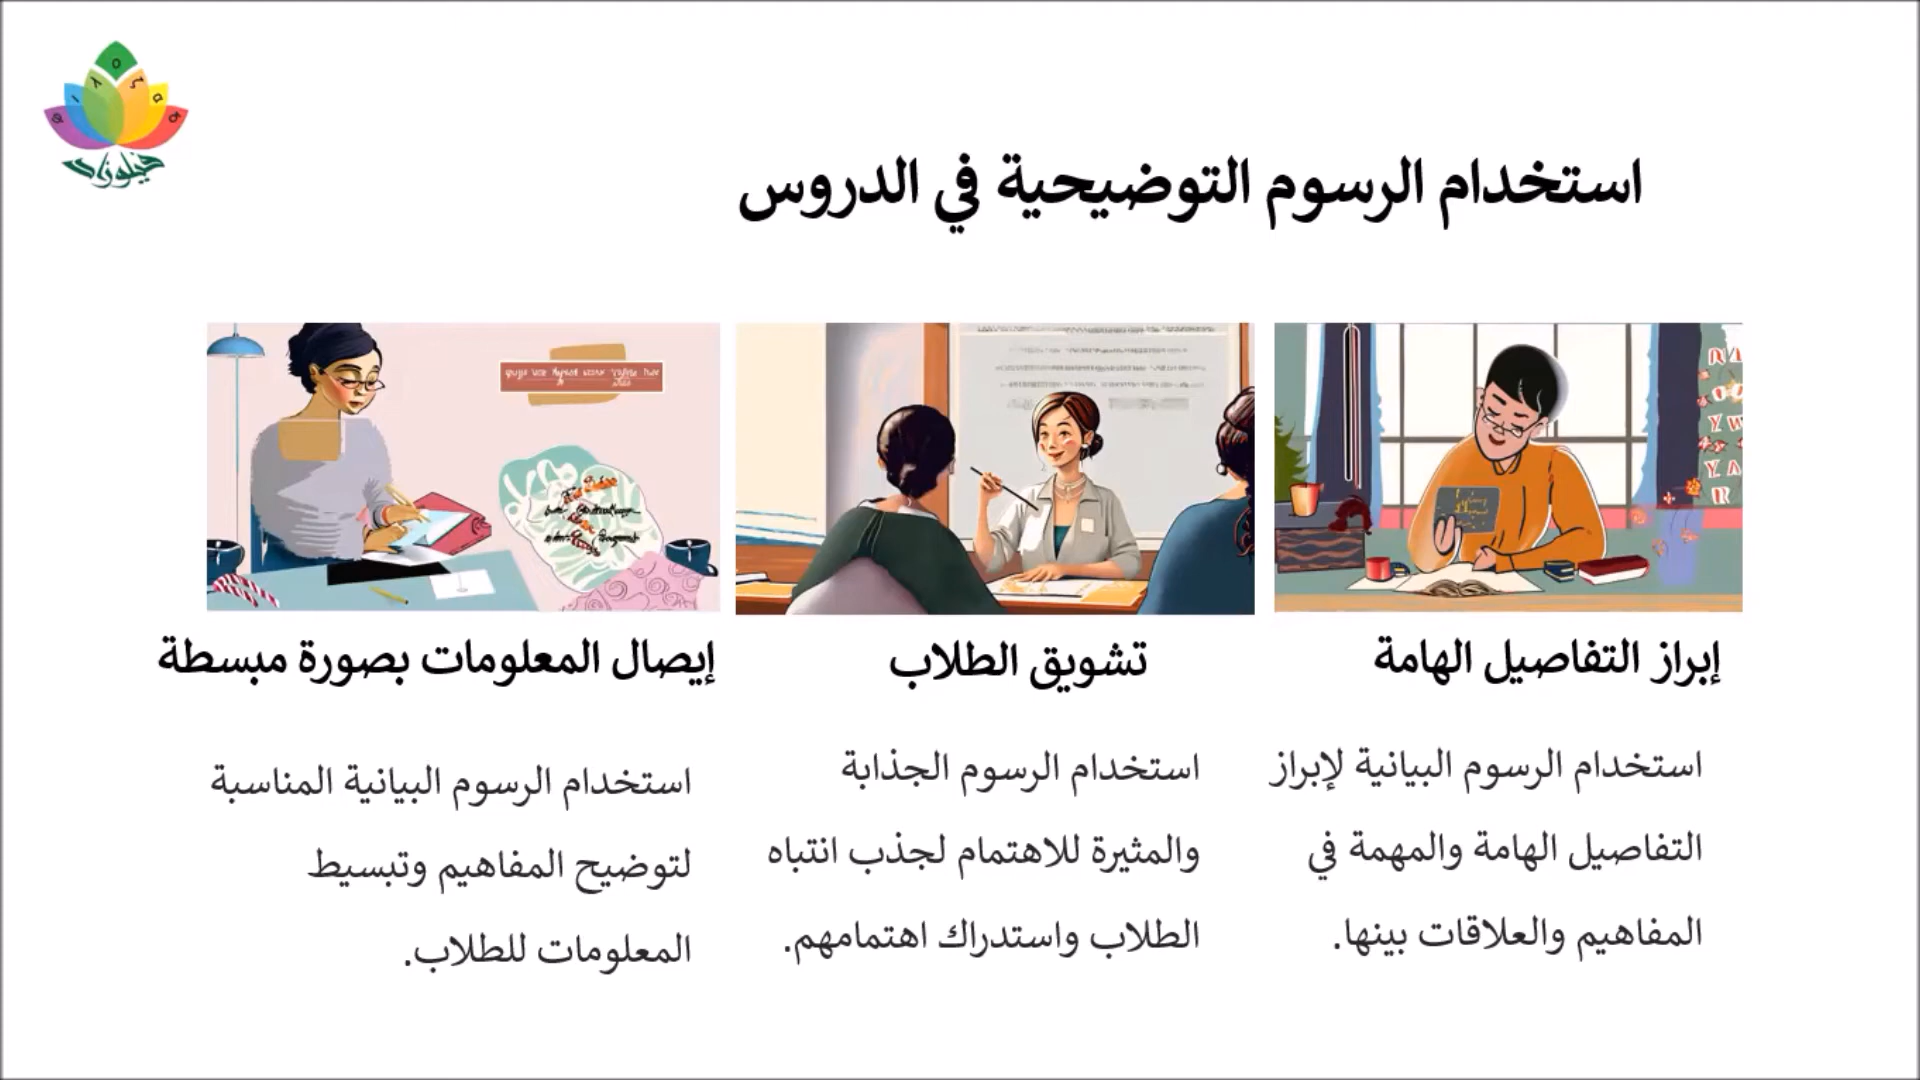 استخدام الرسوم التوضيحية في الدروس
إبراز التفاصيل الهامة
استخدام الرسوم البيانية لإبراز
التفاصيل الهامة والمهمة في
المفاهيم والعلاقات بينها.
تشويق الطلاب
استخدام الرسوم الجذابة
والمثيرة للاهتمام لجذب انتباه
الطلاب واستدراك اهتمامهم.
إيصال المعلومات بصورة مبسطة
استخدام الرسوم البيانية المناسبة
لتوضيح المفاهيم وتبسيط
المعلومات للطلاب.